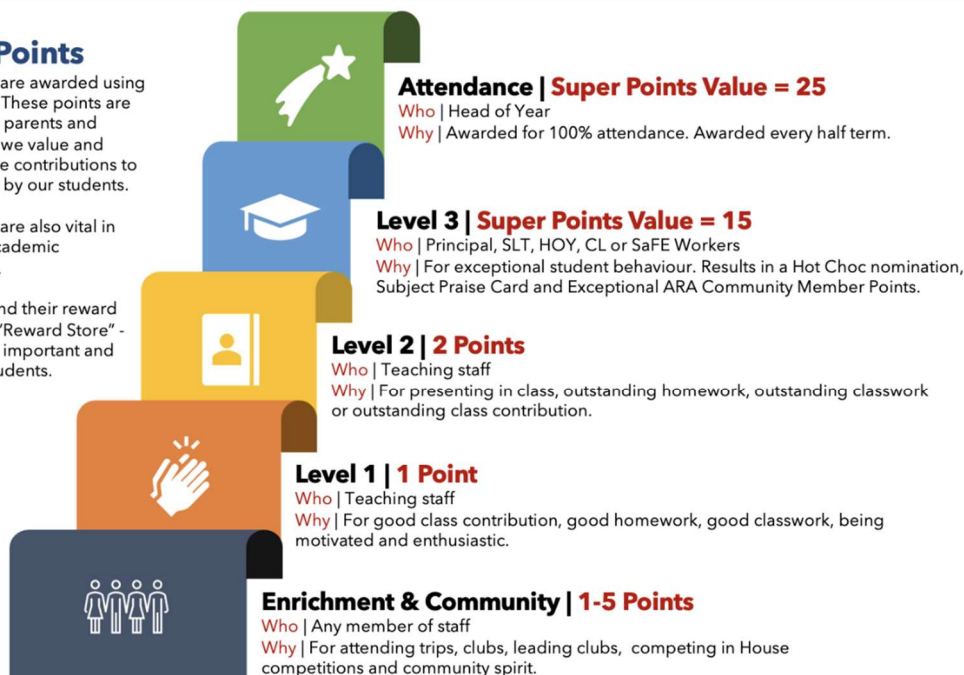 Points
are awarded using
These points are
parents and
we value and
e contributions to
by our students.
are also vital in
cademic
nd their reward
"Reward Store" -
important and
udents.
Attendance | Super Points Value = 25
Who | Head of Year
Why | Awarded for 100% attendance. Awarded every half term.
Level 3 | Super Points Value = 15
Who | Principal, SLT, HOY, CL or SaFE Workers
Why | For exceptional student behaviour. Results in a Hot Choc nomination,
Subject Praise Card and Exceptional ARA Community Member Points.
Level 2 | 2 Points
Who | Teaching staff
Why | For presenting in class, outstanding homework, outstanding classwork
or outstanding class contribution.
Level 1 | 1 Point
Who | Teaching staff
Why | For good class contribution, good homework, good classwork, being
motivated and enthusiastic.
Enrichment & Community | 1-5 Points
Who | Any member of staff
Why | For attending trips, clubs, leading clubs, competing in House
competitions and community spirit.